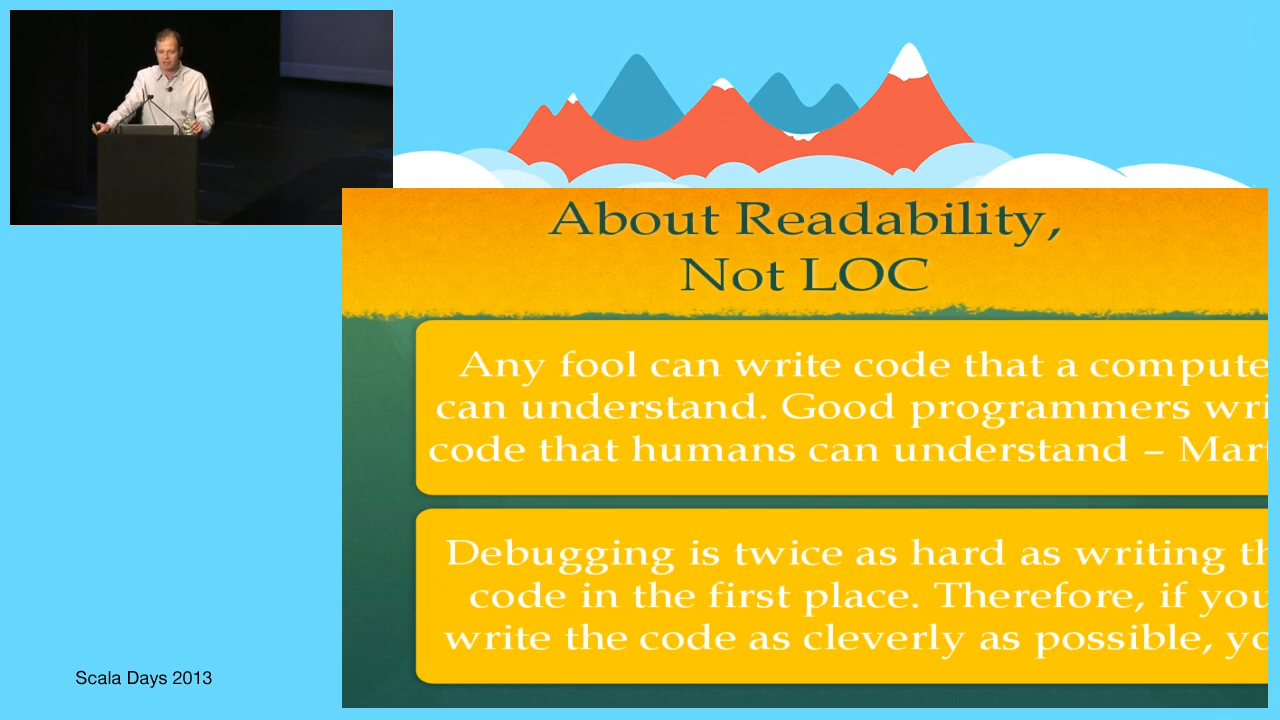 About Readability,
Not LOC
Any fool can write code that a compute
can understand. Good programmers wri
code that humans can understand – Mart
Debugging is twice as hard as writing th
code in the first place. Therefore, if you
write the code as cleverly as possible, yo
Scala Days 2013